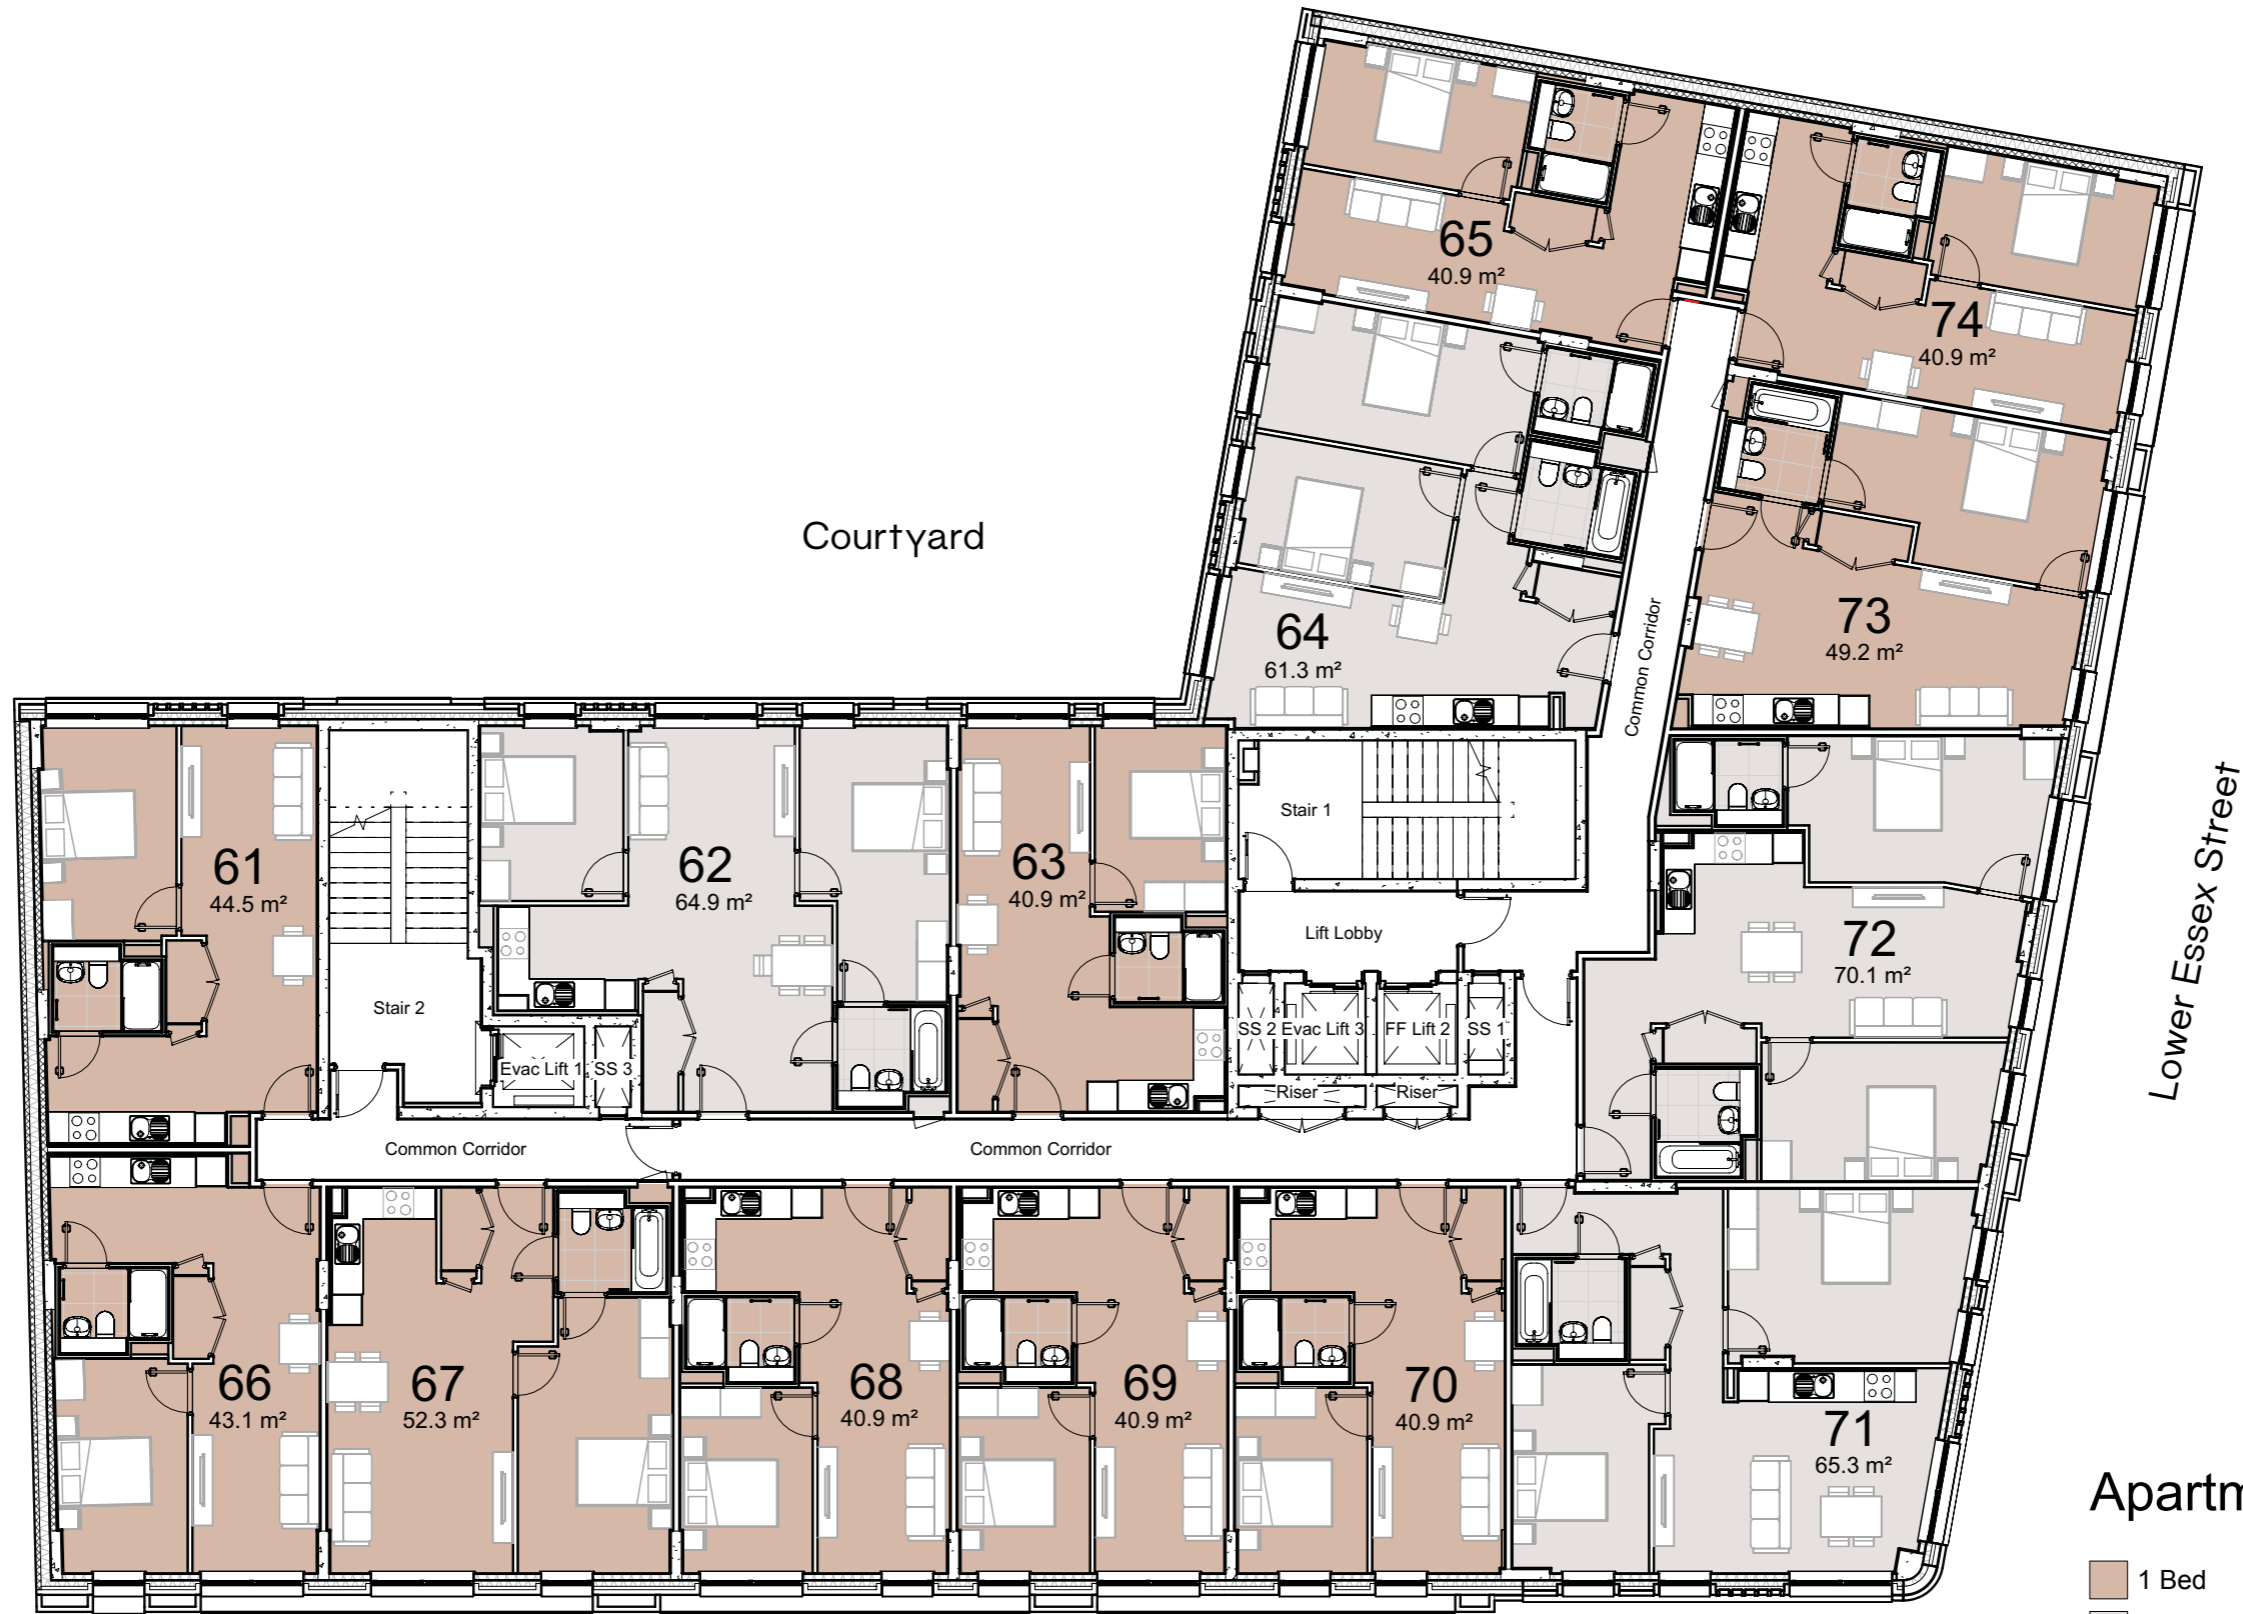 65
40.9 m²
74
40.9 m²
Courtyard
64
61.3 m²
73
49.2 m²
Common Corridor
Lower Essex Street
61
44.5 m²
62
64.9 m²
63
40.9 m²
Stair 1
Lift Lobby
72
70.1 m²
Stair 2
Evac Lift 1
SS 3
SS 2
Evac Lift 3
FF Lift 2
SS 1
Riser
Riser
Common Corridor
Common Corridor
66
43.1 m²
67
52.3 m²
68
40.9 m²
69
40.9 m²
70
40.9 m²
71
65.3 m²
1 Bed